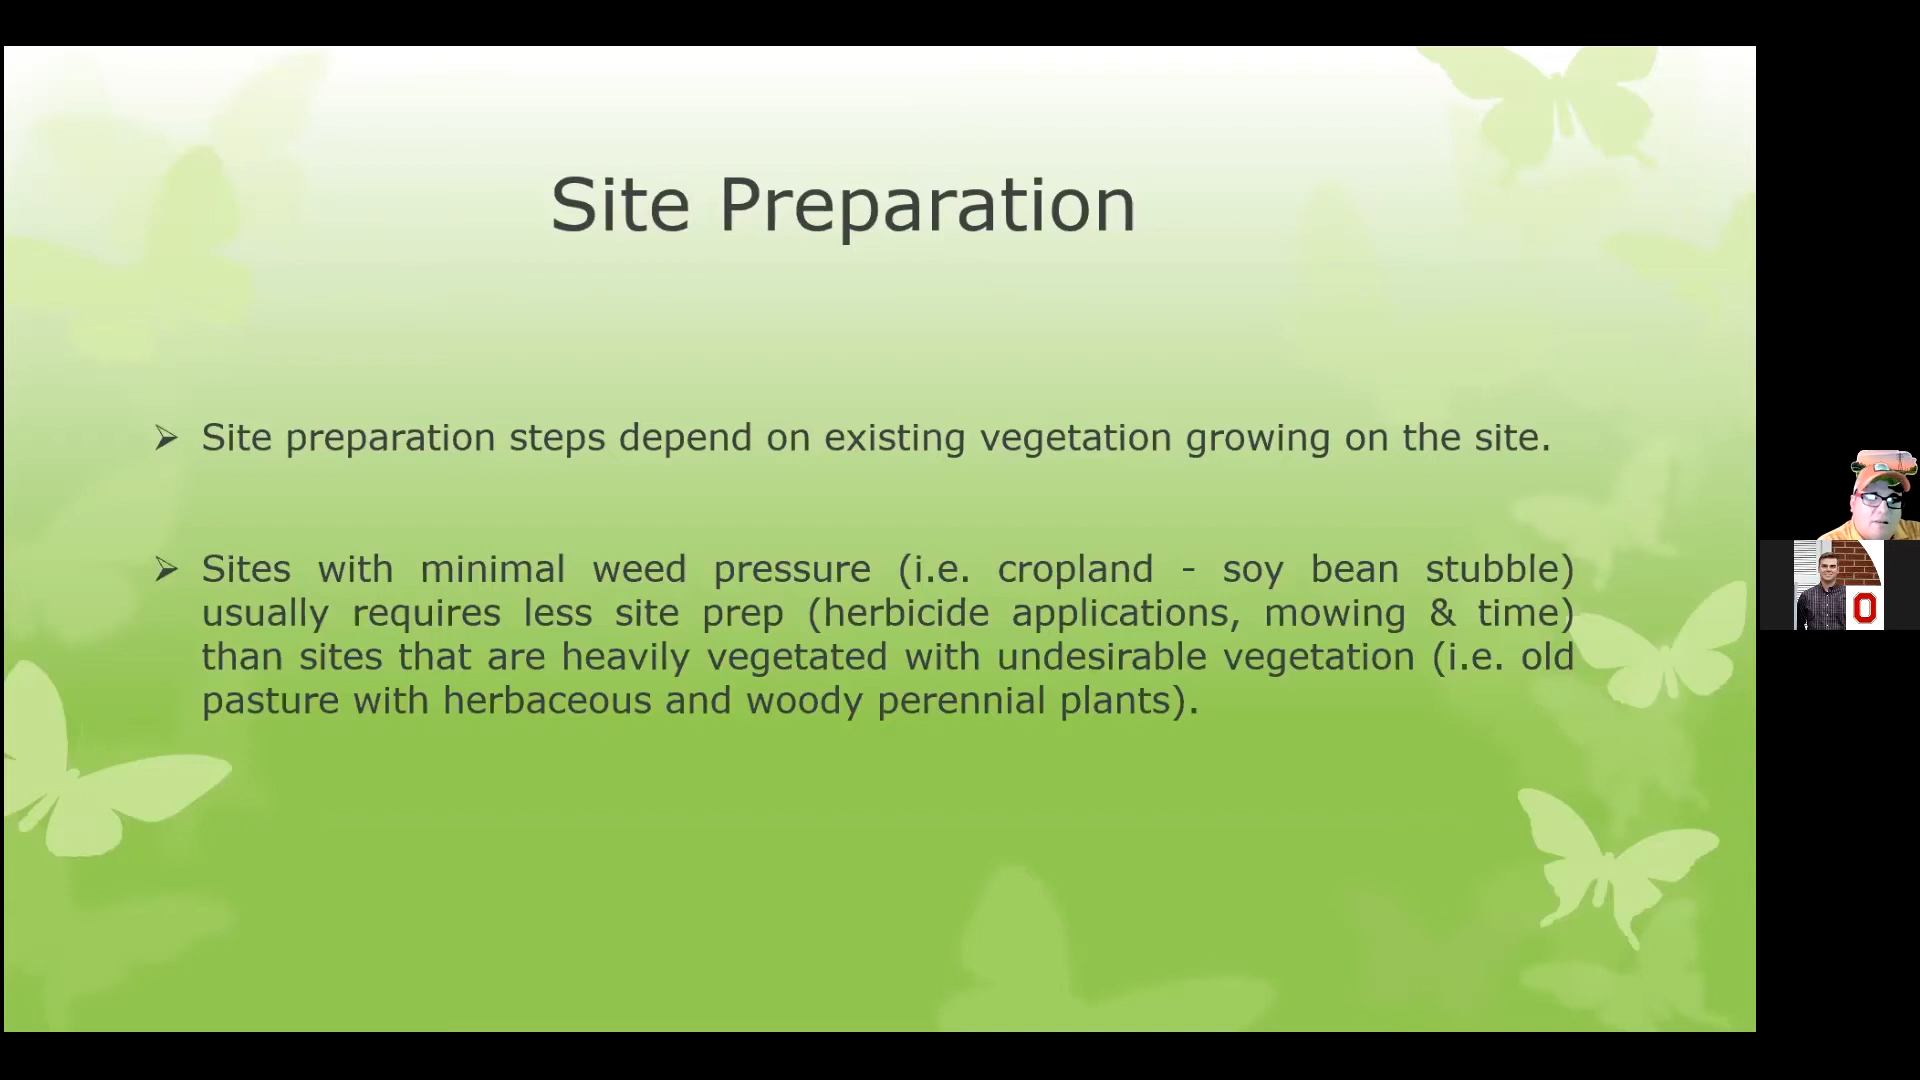 Site Preparation
➢ Site preparation steps depend on existing vegetation growing on the site.
➢ Sites with minimal weed pressure (i.e. cropland - soy bean stubble)
usually requires less site prep (herbicide applications, mowing & time)
than sites that are heavily vegetated with undesirable vegetation (i.e. old
pasture with herbaceous and woody perennial plants).
O